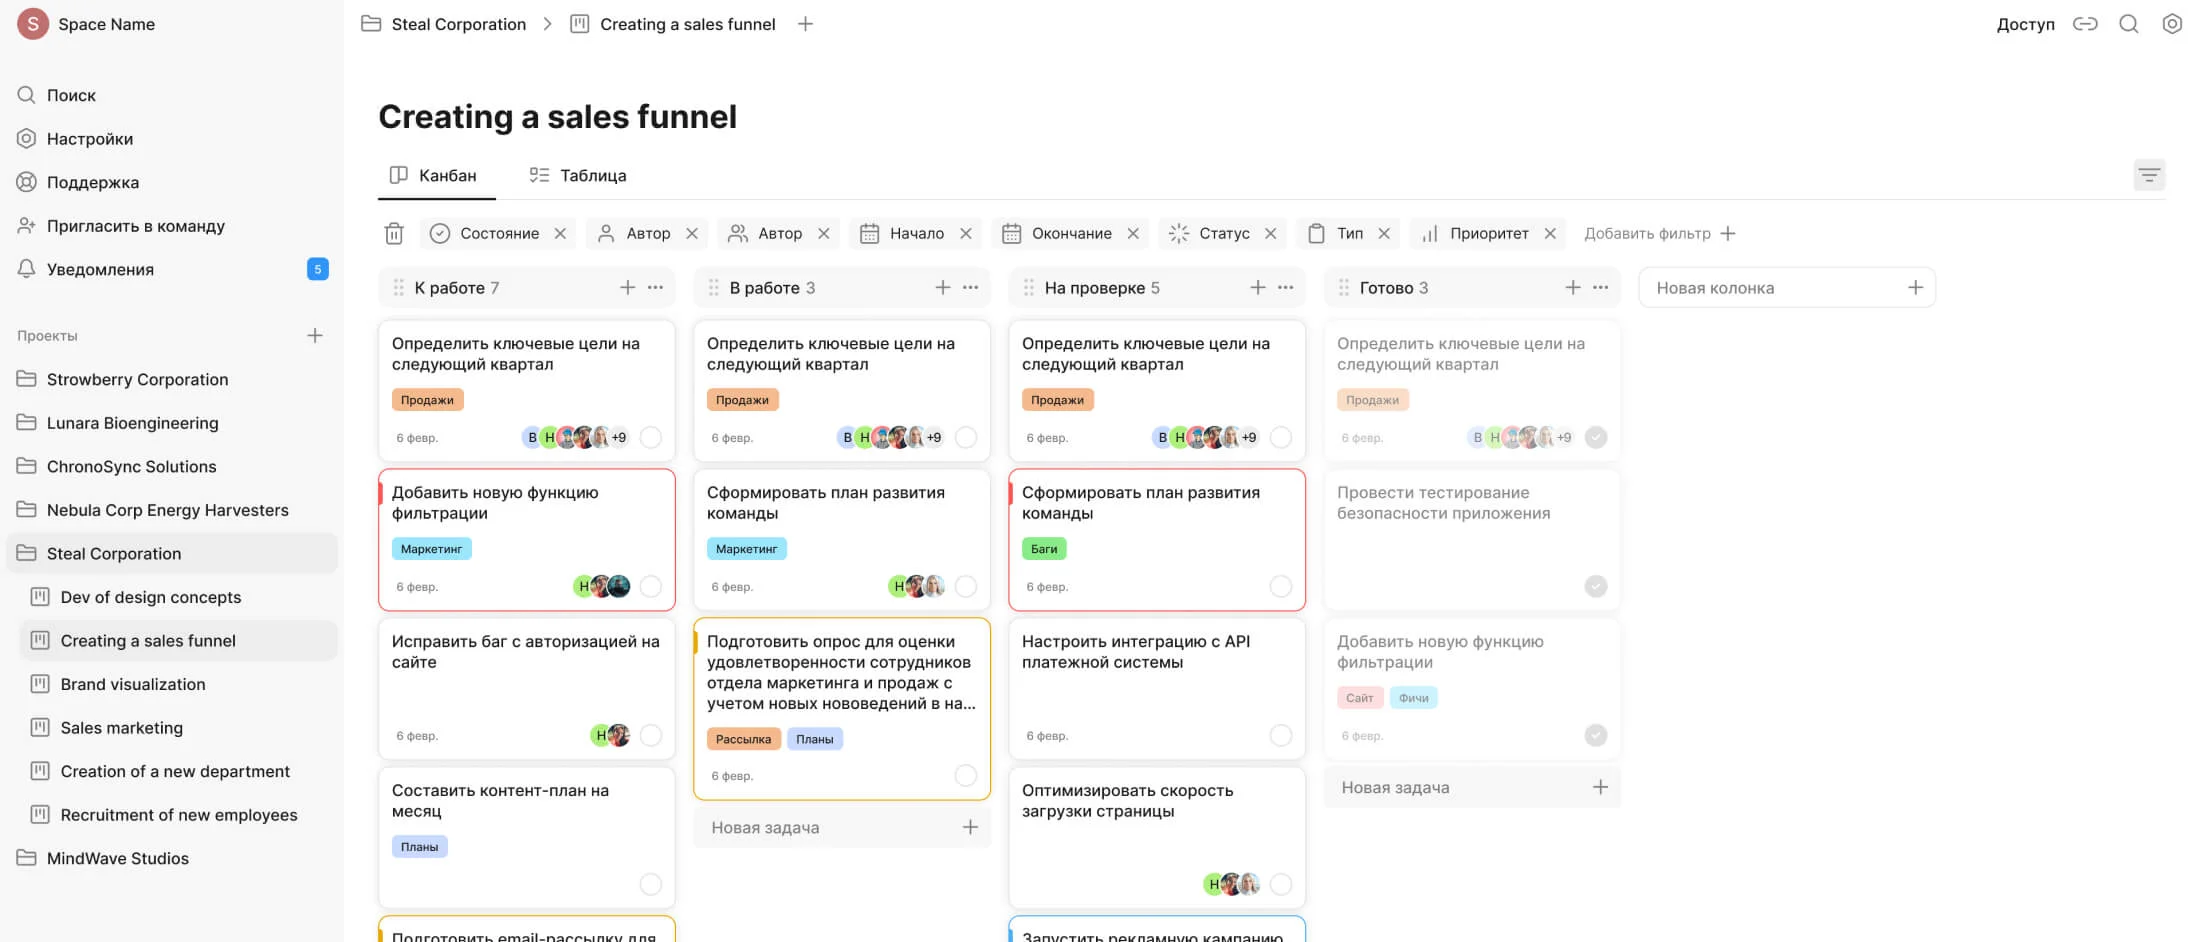 S Space Name
Поиск
Настройки
Поддержка
Пригласить в команду
Уведомления 5
Проекты
Strowberry Corporation
Lunara Bioengineering
ChronoSync Solutions
Nebula Corp Energy Harvesters
Steal Corporation
Dev of design concepts
Creating a sales funnel
Brand visualization
Sales marketing
Creation of a new department
Recruitment of new employees
MindWave Studios
Steal Corporation > Creating a sales funnel
Доступ
Creating a sales funnel
Канбан Таблица
Состояние Автор Автор Начало Окончание Статус Тип Приоритет Добавить фильтр
К работе 7
Определить ключевые цели на
следующий квартал
Продажи
6 февр. B H +9
Добавить новую функцию
фильтрации
Маркетинг
6 февр. H
Исправить баг с авторизацией на
сайте
6 февр. H
Составить контент-план на
месяц
Планы
Подготовить email-рассылку для
В работе 3
Определить ключевые цели на
следующий квартал
Продажи
6 февр. B H +9
Сформировать план развития
команды
Маркетинг
6 февр. H
Подготовить опрос для оценки
удовлетворенности сотрудников
отдела маркетинга и продаж с
учетом новых нововедений в на...
Рассылка Планы
6 февр.
Новая задача
На проверке 5
Определить ключевые цели на
следующий квартал
Продажи
6 февр. B H +9
Сформировать план развития
команды
Баги
6 февр.
Настроить интеграцию с API
платежной системы
6 февр.
Оптимизировать скорость
загрузки страницы
H
Запустить рекламную кампанию
Готово 3
Определить ключевые цели на
следующий квартал
Продажи
6 февр. B H +9
Провести тестирование
безопасности приложения
Добавить новую функцию
фильтрации
Сайт Фичи
6 февр.
Новая задача
Новая колонка